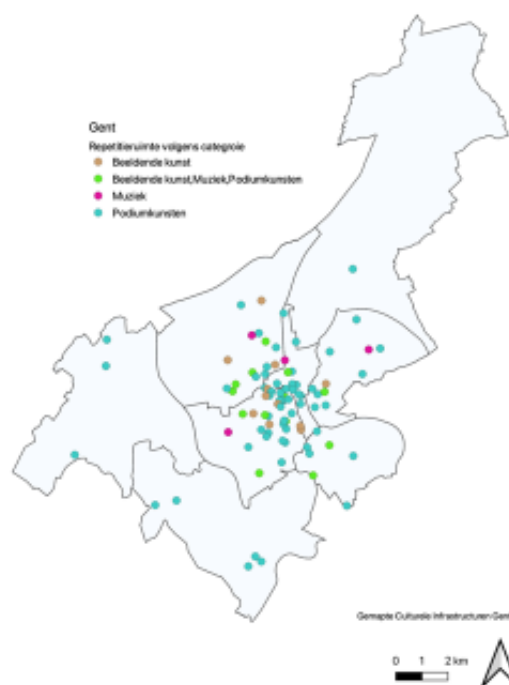 Gent
Repetitieruimte volgens categroie
Beeldende kunst
Beeldende kunst,Muziek,Podiumkunsten
Muziek
Podiumkunsten
Gemapte Culturele Infrastructuren Gent
0 1 2 km